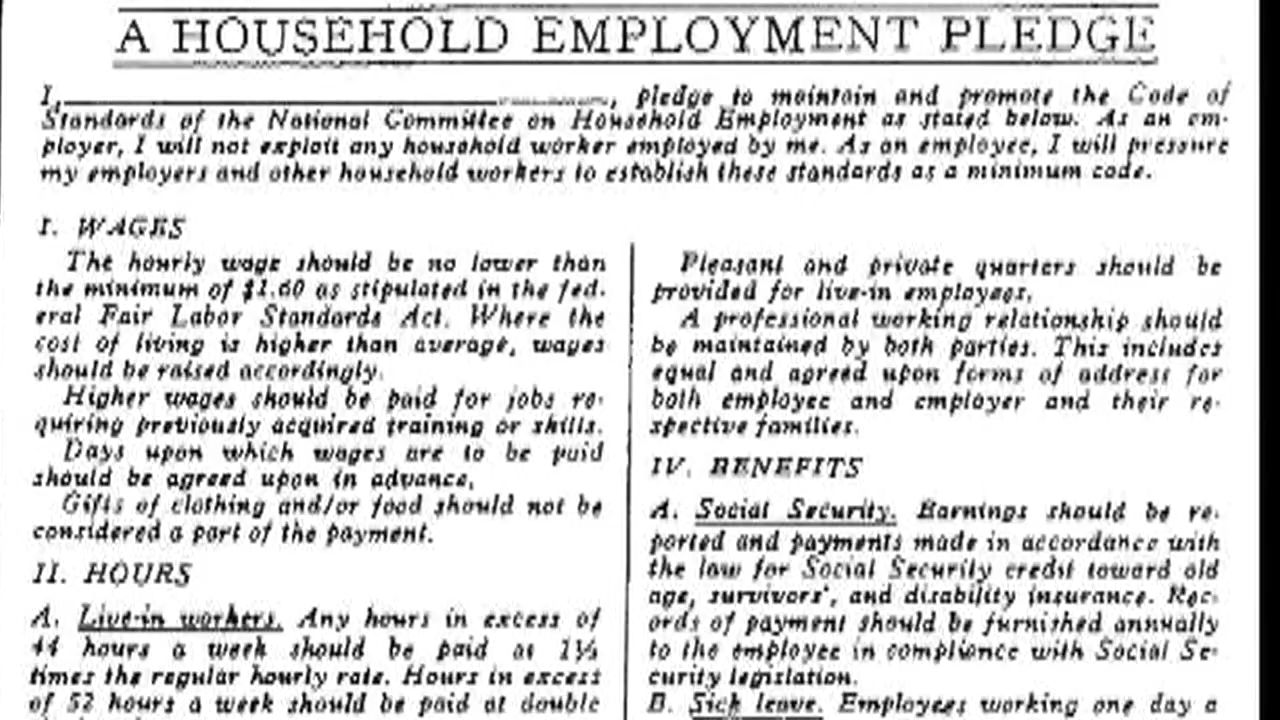 A HOUSEHOLD EMPLOYMENT PLEDGE
I,____________________, pledge to maintain and promote the Code of
Standards of the National Committee on Household Employment as stated below. As an em-
ployer, I will not exploit any household worker employed by me. As an employee, I will pressure
my employers and other household workers to establish these standards as a minimum code.
I. WAGES
The hourly wage should be no lower than
the minimum of $1.60 as stipulated in the fed-
eral Fair Labor Standards Act. Where the
cost of living is higher than average, wages
should be raised accordingly.
Higher wages should be paid for jobs re-
quiring previously acquired training or skills.
Days upon which wages are to be paid
should be agreed upon in advance.
Gifts of clothing and/or food should not be
considered a part of the payment.
II. HOURS
A. Live-in workers. Any hours in excess of
44 hours a week should be paid at 1½
times the regular hourly rate. Hours in excess
of 52 hours a week should be paid at double
Pleasant and private quarters should be
provided for live-in employees.
A professional working relationship should
be maintained by both parties. This includes
equal and agreed upon forms of address for
both employee and employer and their re-
spective families.
IV. BENEFITS
A. Social Security. Earnings should be re-
ported and payments made in accordance with
the law for Social Security credit toward old
age, survivors', and disability insurance. Rec-
ords of payment should be furnished annually
to the employee in compliance with Social Se-
curity legislation.
B. Sick leave. Employees working one day a